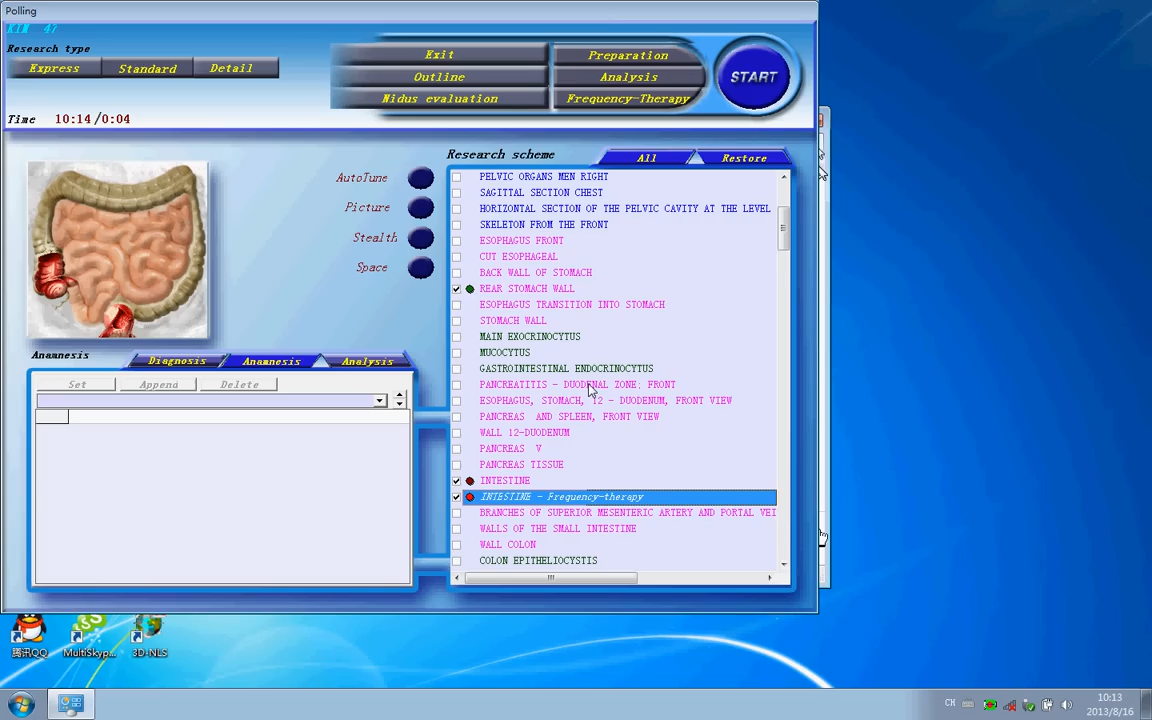 Polling
KIM 47
Research type
Express
Standard
Detail
Exit
Outline
Nidus evaluation
Preparation
Analysis
Frequency-Therapy
START
Time 10:14/0:04
Research scheme
All
Restore
AutoTune
Picture
Stealth
Space
PELVIC ORGANS MEN RIGHT
SAGITTAL SECTION CHEST
HORIZONTAL SECTION OF THE PELVIC CAVITY AT THE LEVEL
SKELETON FROM THE FRONT
ESOPHAGUS FRONT
CUT ESOPHAGEAL
BACK WALL OF STOMACH
REAR STOMACH WALL
ESOPHAGUS TRANSITION INTO STOMACH
STOMACH WALL
MAIN EXOCRINOCYTUS
MUCOCYTUS
GASTROINTESTINAL ENDOCRINOCYTUS
PANCREATITIS - DUODENAL ZONE; FRONT
ESOPHAGUS, STOMACH, 12 - DUODENUM, FRONT VIEW
PANCREAS AND SPLEEN, FRONT VIEW
WALL 12-DUODENUM
PANCREAS V
PANCREAS TISSUE
INTESTINE
INTESTINE - Frequency-therapy
BRANCHES OF SUPERIOR MESENTERIC ARTERY AND PORTAL VEI
WALLS OF THE SMALL INTESTINE
WALL COLON
COLON EPITHELIOCYSTIS
Anamnesis
Diagnosis
Anamnesis
Analysis
Set
Append
Delete
腾讯QQ
MultiSkyp...
3D-NLS
CH
10:13
2013/8/16